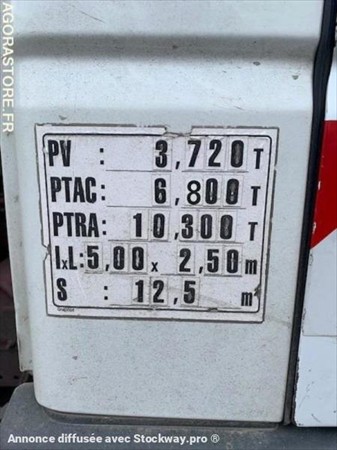 AGORASTORE.FR
PV : 3,720 T
PTAC : 6,800 T
PTRA : 10,300 T
IxL: 5,00 x 2,50 m
S : 12,5 m²
Annonce diffusée avec Stockway.pro ®